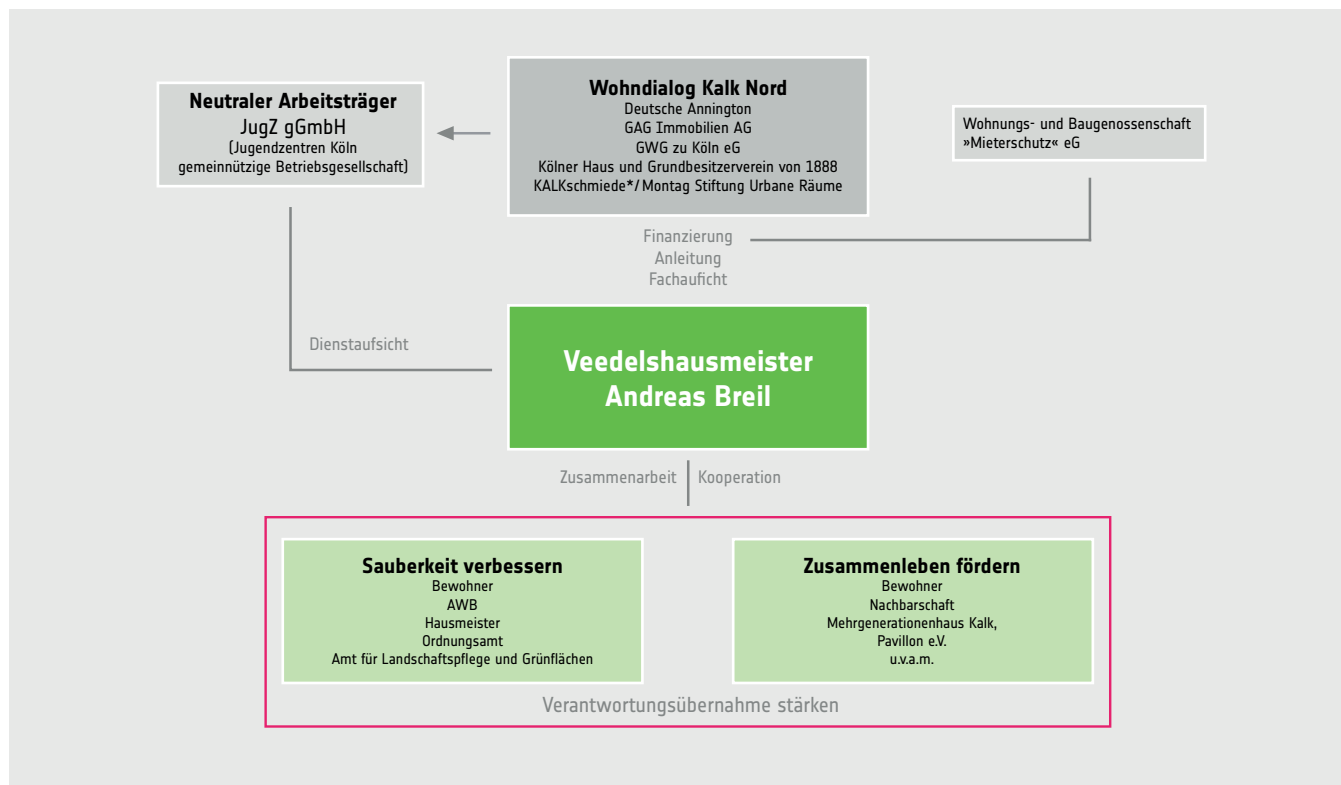 Neutraler Arbeitsträger
JugZ gGmbH
(Jugendzentren Köln
gemeinnützige Betriebsgesellschaft)
Wohndialog Kalk Nord
Deutsche Annington
GAG Immobilien AG
GWG zu Köln eG
Kölner Haus und Grundbesitzerverein von 1888
KALKschmiede*/Montag Stiftung Urbane Räume
Wohnungs- und Baugenossenschaft
»Mieterschutz« eG
Finanzierung
Anleitung
Fachauficht
Dienstaufsicht
Veedelshausmeister
Andreas Breil
Zusammenarbeit
Kooperation
Sauberkeit verbessern
Bewohner
AWB
Hausmeister
Ordnungsamt
Amt für Landschaftspflege und Grünflächen
Zusammenleben fördern
Bewohner
Nachbarschaft
Mehrgenerationenhaus Kalk,
Pavillon e.V.
u.v.a.m.
Verantwortungsübernahme stärken